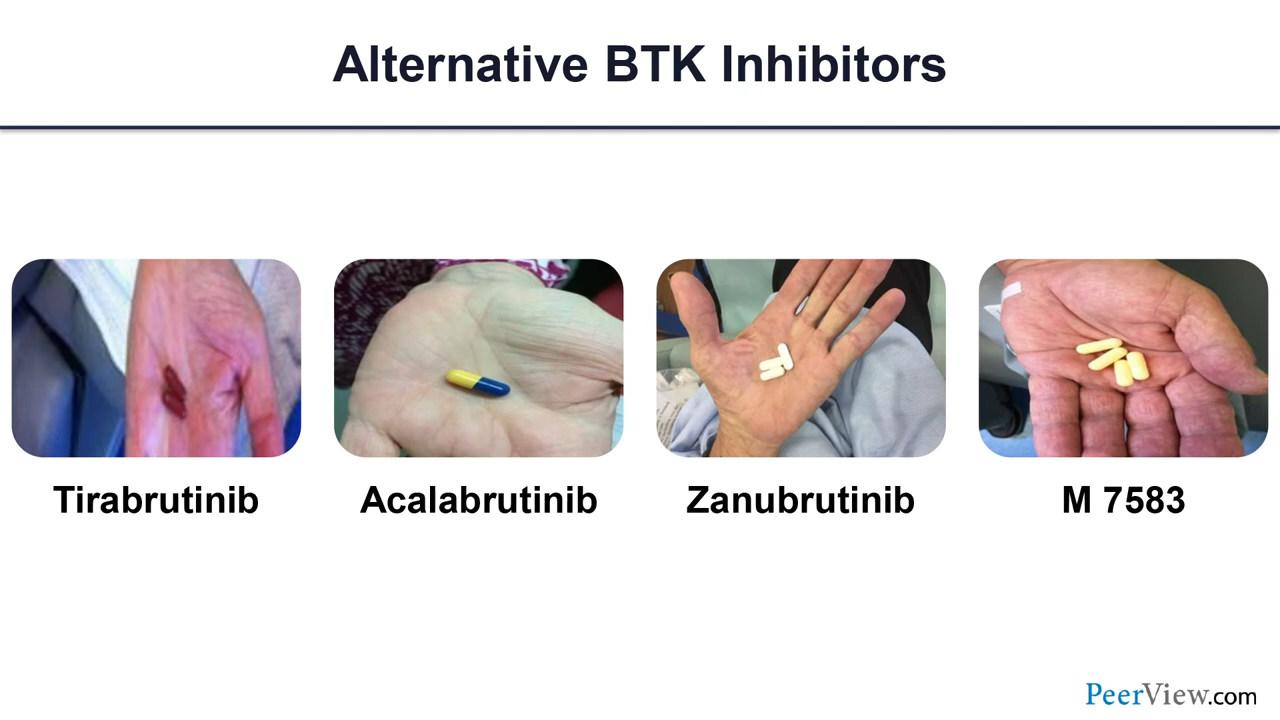 Alternative BTK Inhibitors
Tirabrutinib
Acalabrutinib
Zanubrutinib
M 7583
PeerView.com